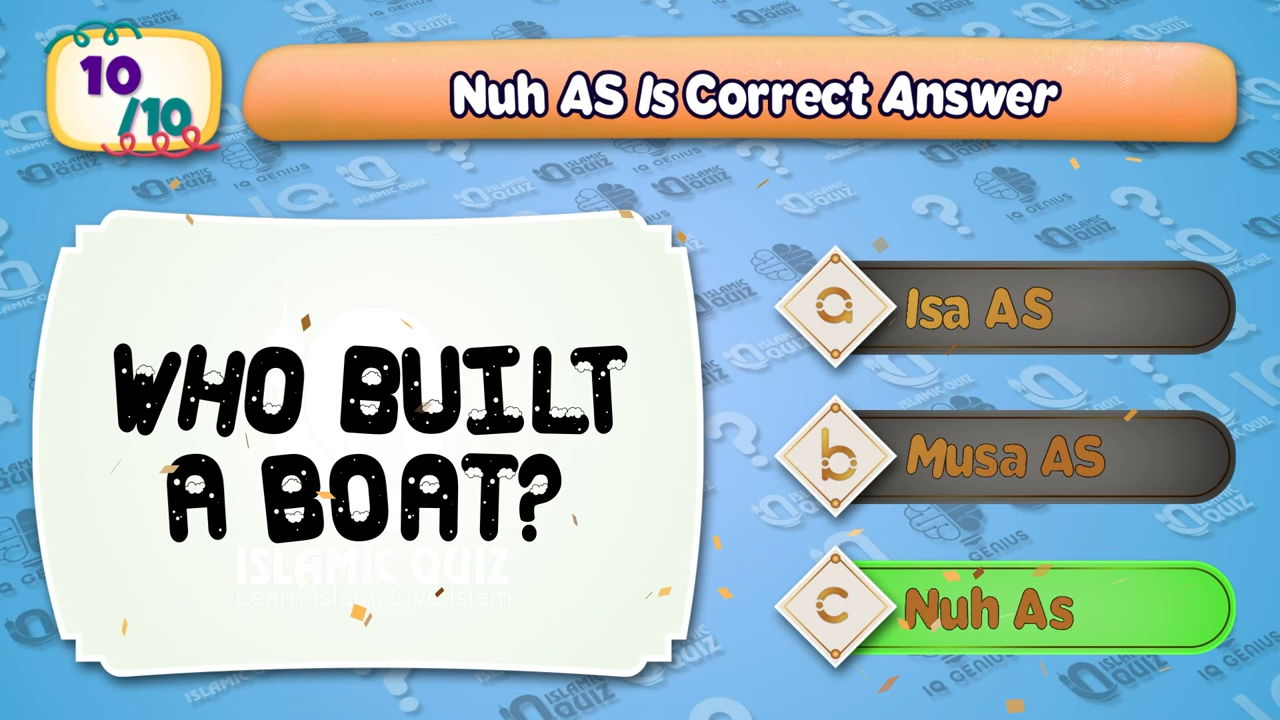 10
/10
Nuh AS Is Correct Answer
WHO BUILT
A BOAT?
ISLAMIC QUIZ
Learn Islam, Live Islam
a
Isa AS
b
Musa AS
c
Nuh As